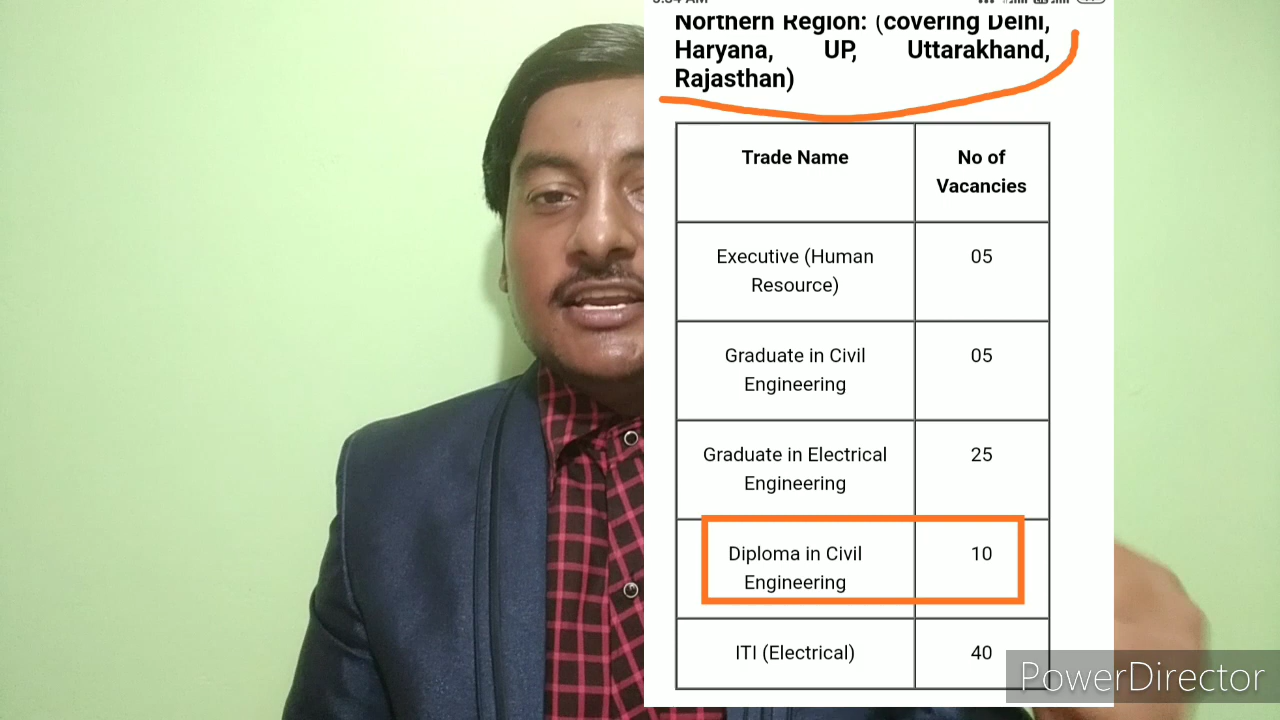 Northern Region: (covering Delhi,
Haryana, UP, Uttarakhand,
Rajasthan)
Trade Name
No of
Vacancies
Executive (Human
Resource)
05
Graduate in Civil
Engineering
05
Graduate in Electrical
Engineering
25
Diploma in Civil
Engineering
10
ITI (Electrical)
40
PowerDirector